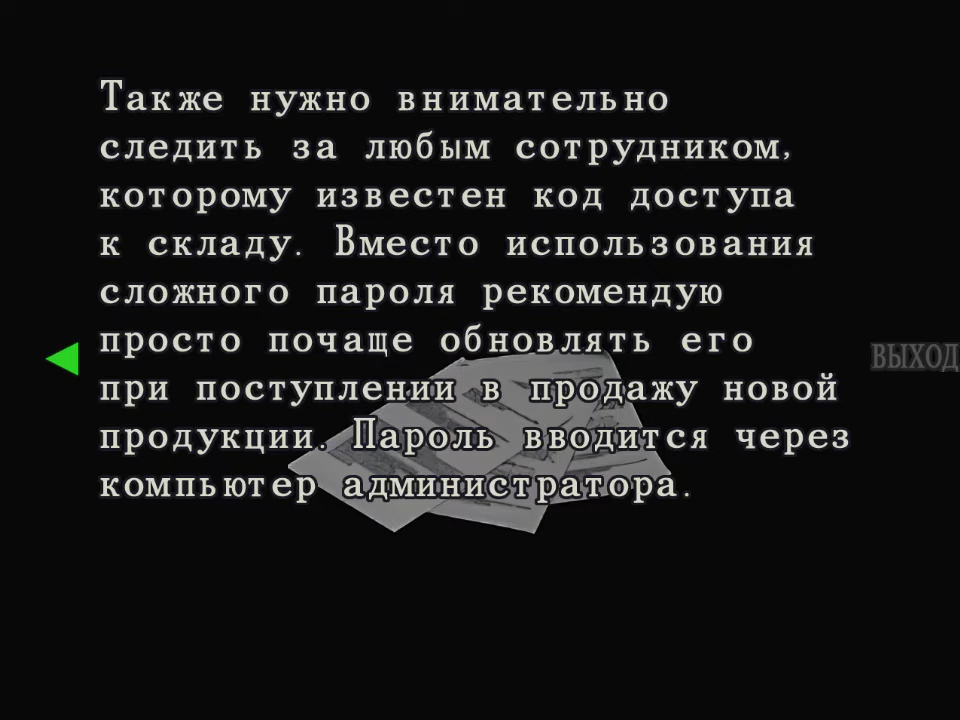 Также нужно внимательно
следить за любым сотрудником,
которому известен код доступа
к складу. Вместо использования
сложного пароля рекомендую
просто почаще обновлять его
ВЫХОД
при поступлении в продажу новой
продукции. Пароль вводится через
компьютер администратора.